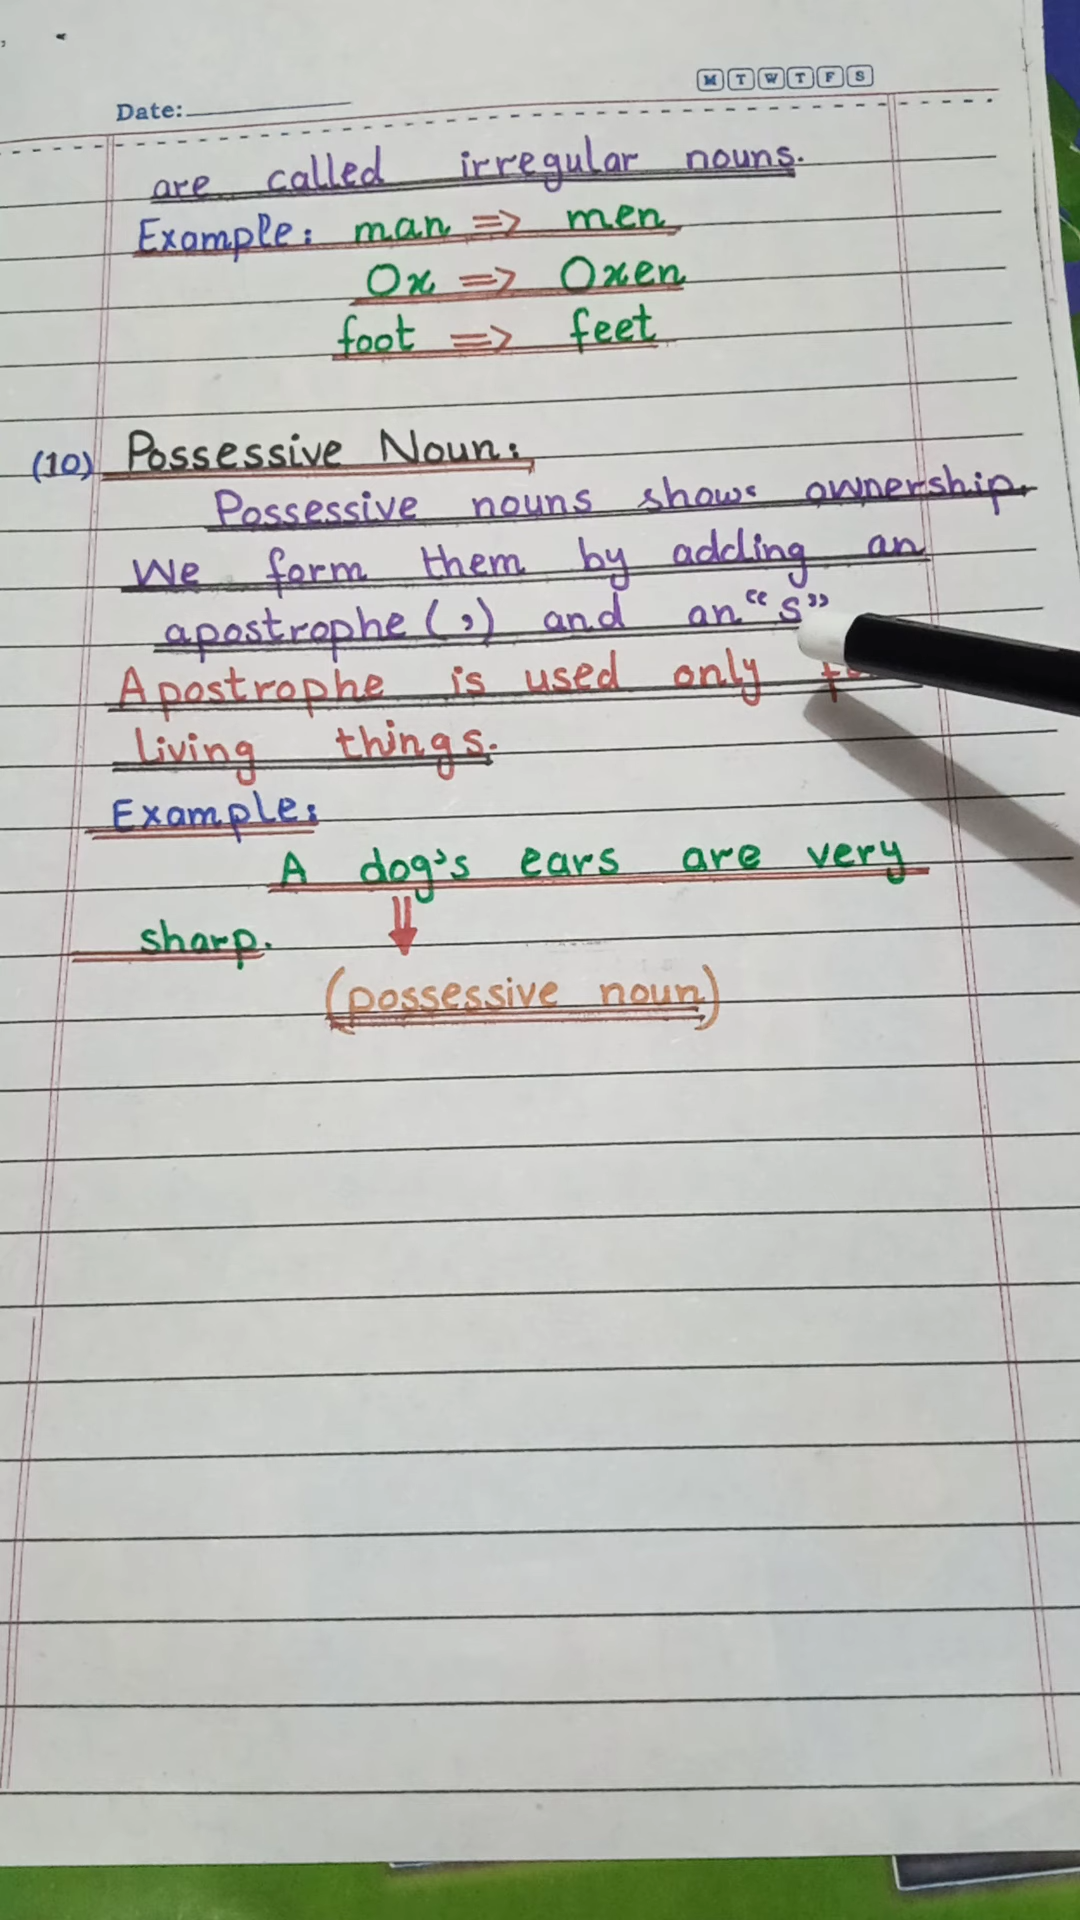 M T W T F S
Date:
are called irregular nouns.
Example: man => men
Ox => Oxen
foot => feet
(10) Possessive Noun:
Possessive nouns shows ownership.
We form them by adding an
apostrophe (,) and an "s"
Apostrophe is used only
living things.
Example:
A dog's ears are very
sharp.
(possessive noun)